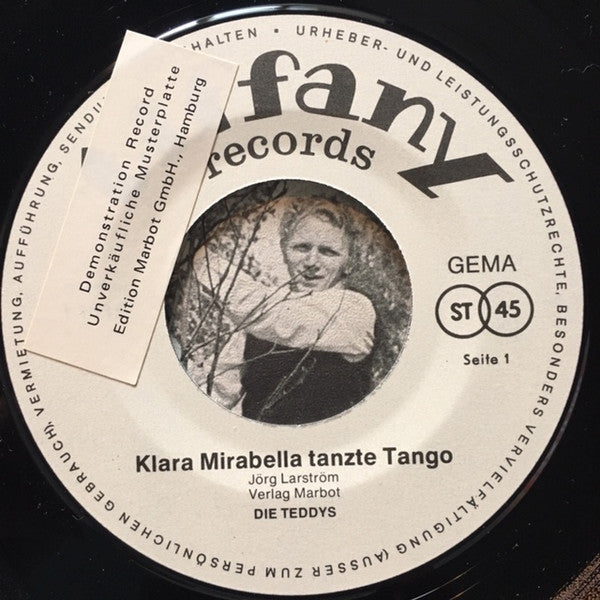 HALTEN • URHEBER- UND LEISTUNGSSCHUTZRECHTE, BESONDERS VERVIELFÄLTIGUNG (AUSSER ZUM PERSÖNLICHEN GEBRAUCH), VERMIETUNG, AUFFÜHRUNG,
fany
records
Demonstration Record
Unverkäufliche Musterplatte
Edition Marbot GmbH., Hamburg
GEMA
ST 45
Seite 1
Klara Mirabella tanzte Tango
Jörg Larström
Verlag Marbot
DIE TEDDYS